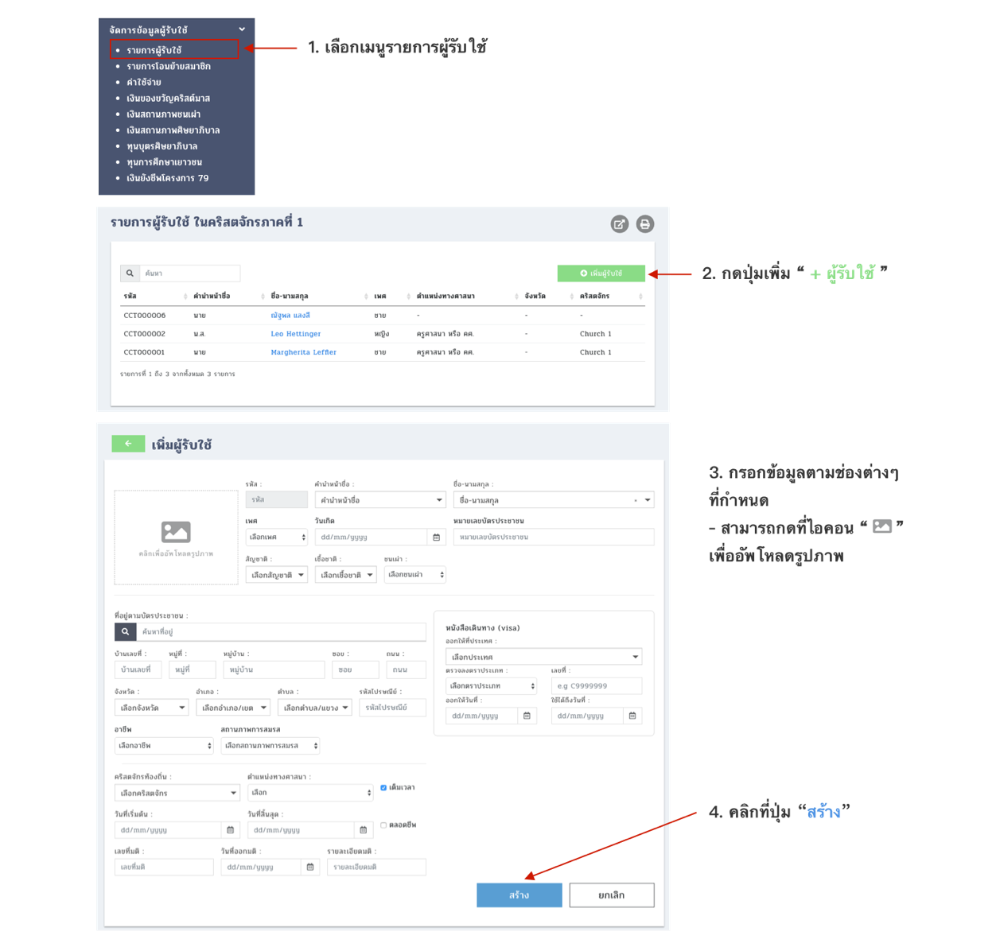 จัดการข้อมูลผู้รับใช้
• รายการผู้รับใช้
1. เลือกเมนูรายการผู้รับใช้
• รายการโอนย้ายสมาชิก
• ค่าใช้จ่าย
• เงินของขวัญคริสต์มาส
• เงินสถานภาพชนเผ่า
• เงินสถานภาพศิษยาภิบาล
• ทุนบุตรศิษยาภิบาล
• ทุนการศึกษาเยาวชน
• เงินยังชีพโครงการ 79
รายการผู้รับใช้ ในคริสตจักรภาคที่ 1
ค้นหา
เพิ่มผู้รับใช้
2. กดปุ่มเพิ่ม “ + ผู้รับใช้ ”
รหัส คำนำหน้าชื่อ ชื่อ-นามสกุล เพศ ตำแหน่งทางศาสนา จังหวัด คริสตจักร
CCT000006 นาย ณัฐพล แสงสี ชาย - - -
CCT000002 น.ส. Leo Hettinger หญิง ครูศาสนา หรือ คศ. - Church 1
CCT000001 นาย Margherita Leffler ชาย ครูศาสนา หรือ คศ. - Church 1
รายการที่ 1 ถึง 3 จากทั้งหมด 3 รายการ
เพิ่มผู้รับใช้
3. กรอกข้อมูลตามช่องต่างๆ
ที่กำหนด
- สามารถกดที่ไอคอน “ ”
เพื่ออัพโหลดรูปภาพ
คลิกเพื่ออัพโหลดรูปภาพ
รหัส : คำนำหน้าชื่อ : ชื่อ-นามสกุล :
รหัส คำนำหน้าชื่อ ชื่อ-นามสกุล ×
เพศ วันเกิด หมายเลขบัตรประชาชน
เลือกเพศ dd/mm/yyyy หมายเลขบัตรประชาชน
สัญชาติ : เชื้อชาติ : ชนเผ่า :
เลือกสัญชาติ เลือกเชื้อชาติ เลือกชนเผ่า
ที่อยู่ตามบัตรประชาชน :
ค้นหาที่อยู่
บ้านเลขที่ : หมู่ที่ : หมู่บ้าน : ซอย : ถนน :
บ้านเลขที่ หมู่ที่ หมู่บ้าน ซอย ถนน
จังหวัด : อำเภอ : ตำบล : รหัสไปรษณีย์ :
เลือกจังหวัด เลือกอำเภอ/เขต เลือกตำบล/แขวง รหัสไปรษณีย์
อาชีพ สถานภาพการสมรส
เลือกอาชีพ เลือกสถานภาพการสมรส
หนังสือเดินทาง (visa)
ออกให้ที่ประเทศ :
เลือกประเทศ
ตรวจลงตราประเภท : เลขที่ :
เลือกตราประเภท e.g C9999999
ออกให้วันที่ : ใช้ได้ถึงวันที่ :
dd/mm/yyyy dd/mm/yyyy
คริสตจักรท้องถิ่น : ตำแหน่งทางศาสนา :
เลือกคริสตจักร เลือก เต็มเวลา
วันที่เริ่มต้น : วันที่สิ้นสุด :
dd/mm/yyyy dd/mm/yyyy ตลอดชีพ
เลขที่มติ : วันที่ออกมติ : รายละเอียดมติ :
เลขที่มติ dd/mm/yyyy รายละเอียดมติ
4. คลิกที่ปุ่ม “สร้าง”
สร้าง ยกเลิก